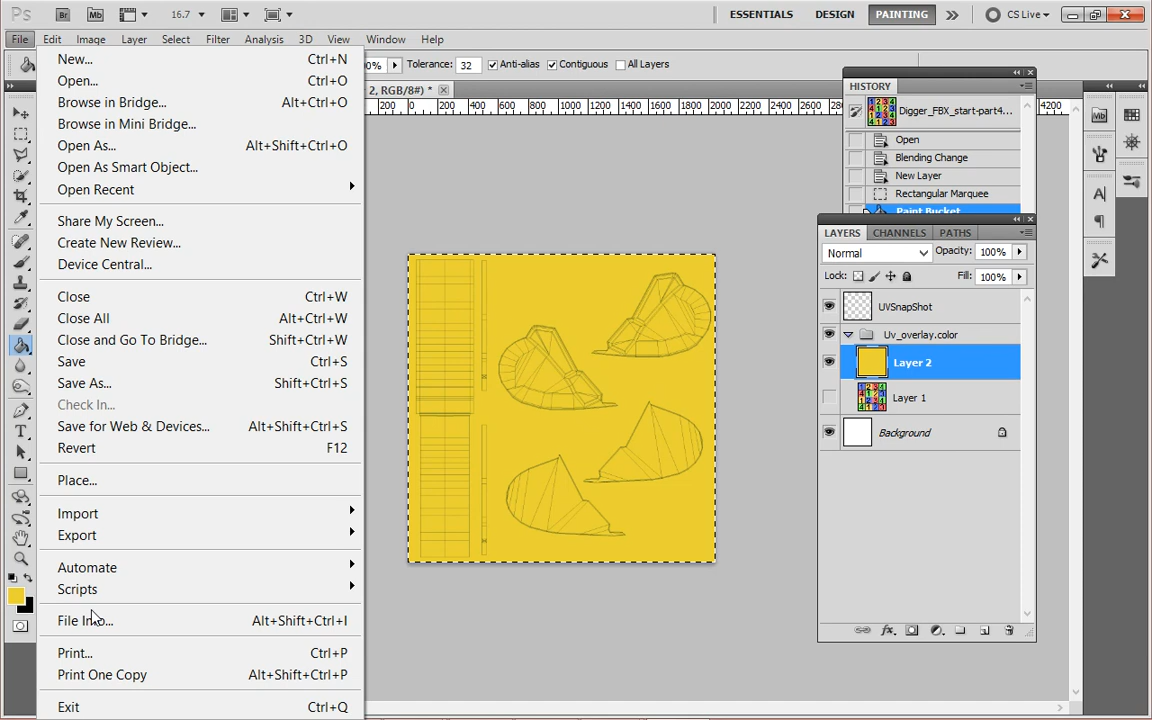 Ps Br Mb 16.7 ESSENTIALS DESIGN PAINTING CS Live
File Edit Image Layer Select Filter Analysis 3D View Window Help
0% Tolerance: 32 Anti-alias Contiguous All Layers
2, RGB/8#) *
200 0 200 400 600 800 1000 1200 1400 1600 1800 2000 2200 2400 2600 4200
New... Ctrl+N
Open... Ctrl+O
Browse in Bridge... Alt+Ctrl+O
Browse in Mini Bridge...
Open As... Alt+Shift+Ctrl+O
Open As Smart Object...
Open Recent
Share My Screen...
Create New Review...
Device Central...
Close Ctrl+W
Close All Alt+Ctrl+W
Close and Go To Bridge... Shift+Ctrl+W
Save Ctrl+S
Save As... Shift+Ctrl+S
Check In...
Save for Web & Devices... Alt+Shift+Ctrl+S
Revert F12
Place...
Import
Export
Automate
Scripts
File Info... Alt+Shift+Ctrl+I
Print... Ctrl+P
Print One Copy Alt+Shift+Ctrl+P
Exit Ctrl+Q
HISTORY
Digger_FBX_start-part4...
Open
Blending Change
New Layer
Rectangular Marquee
Paint Bucket
LAYERS CHANNELS PATHS
Normal Opacity: 100%
Lock: Fill: 100%
UVSnapShot
Uv_overlay.color
Layer 2
Layer 1
Background